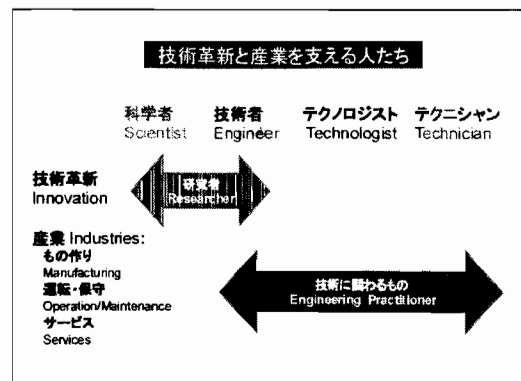 技術革新と産業を支える人たち
科学者 技術者 テクノロジスト テクニシャン
Scientist Engineer Technologist Technician
技術革新
Innovation
研究者
Researcher
産業 Industries:
もの作り
Manufacturing
運転・保守
Operation/Maintenance
サービス
Services
技術に関わるもの
Engineering Practitioner